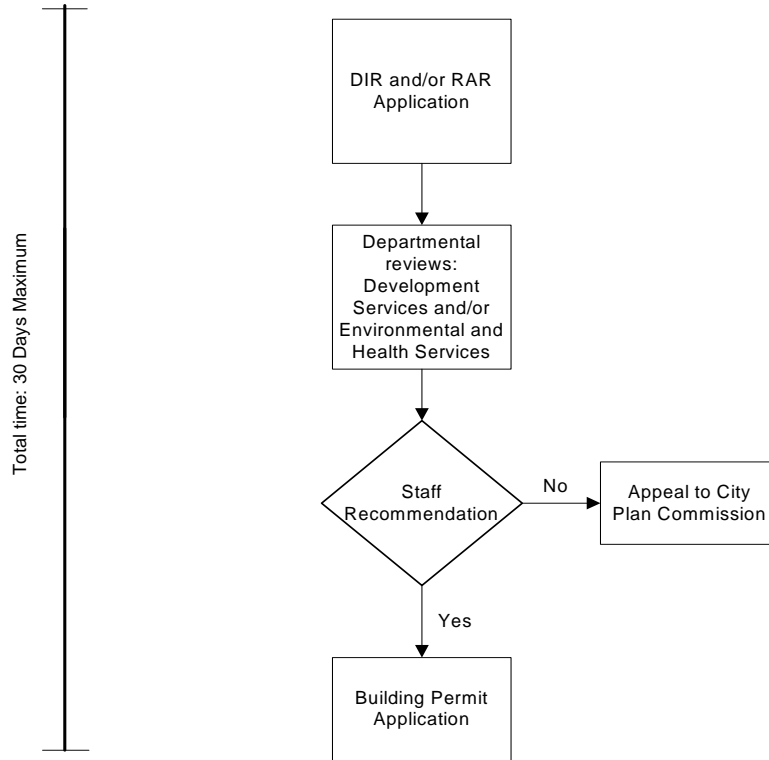 DIR and/or RAR
Application
Departmental
reviews:
Development
Services and/or
Environmental and
Health Services
Total time: 30 Days Maximum
Staff
Recommendation
No
Appeal to City
Plan Commission
Yes
Building Permit
Application